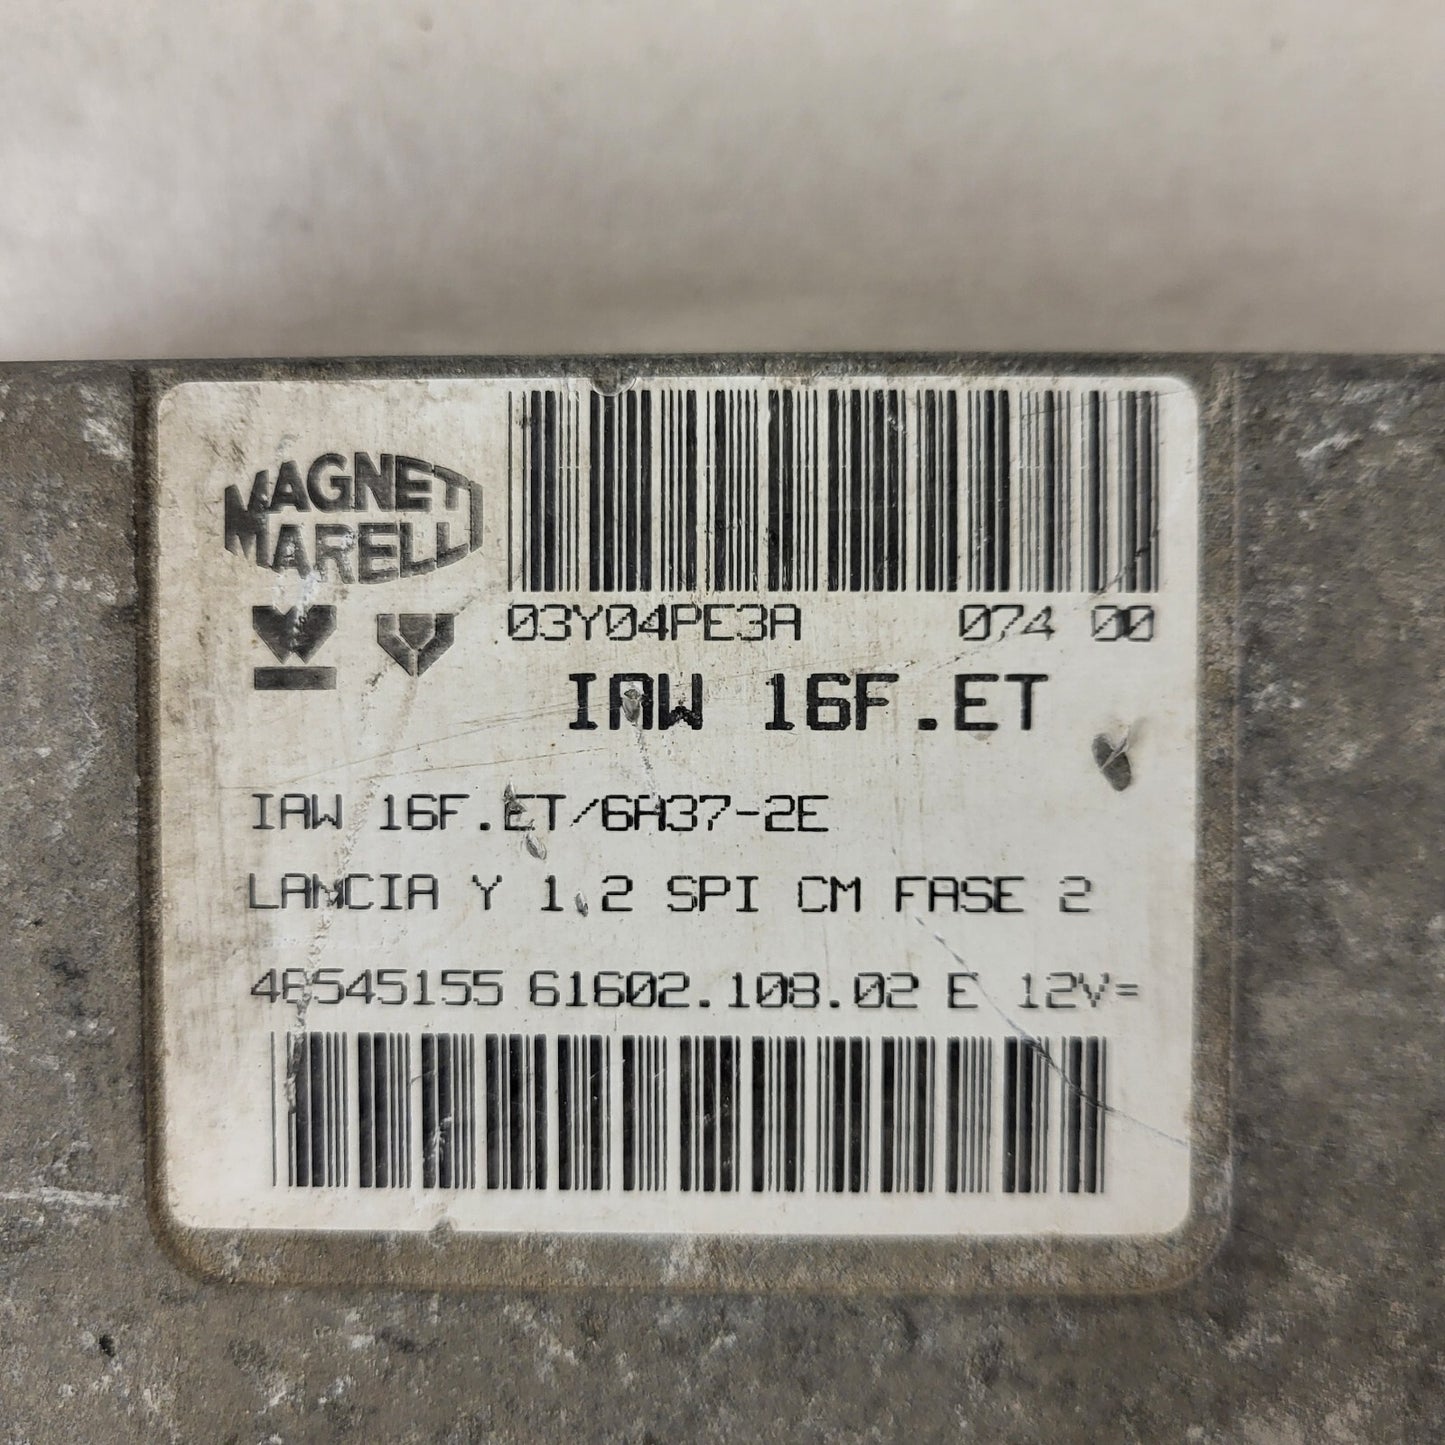 MAGNETI
MARELLI
03Y04PE3A 074 00
IAW 16F.ET
IAW 16F.ET/6A37-2E
LANCIA Y 1.2 SPI CM FASE 2
46545155 61602.108.02 E 12V=